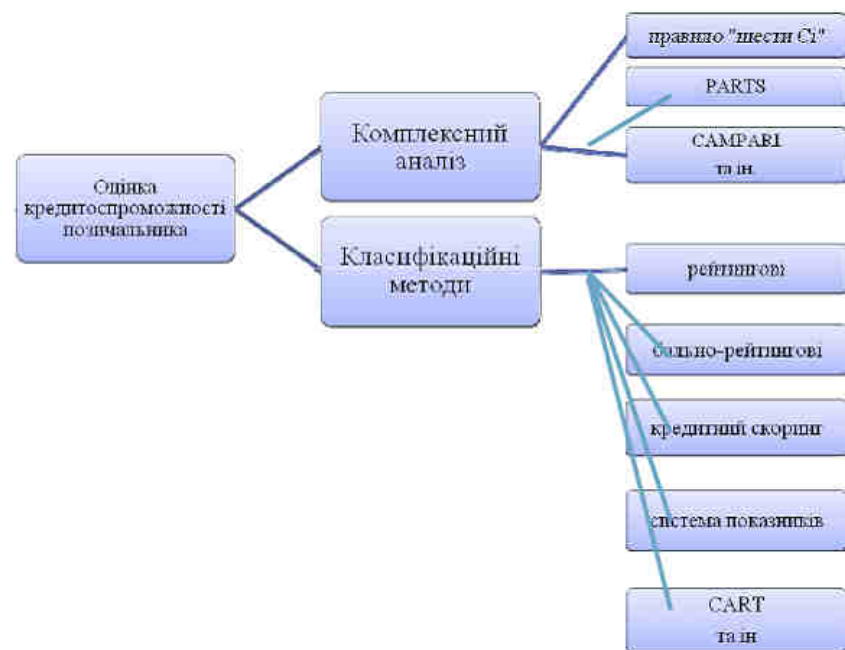 Оцінка
кредитоспроможності
позичальника
Комплексний
аналіз
правило "шести Сі"
PARTS
CAMPARI
та ін.
Класифікаційні
методи
рейтингові
бально-рейтингові
кредитний скоринг
система показників
CART
та ін